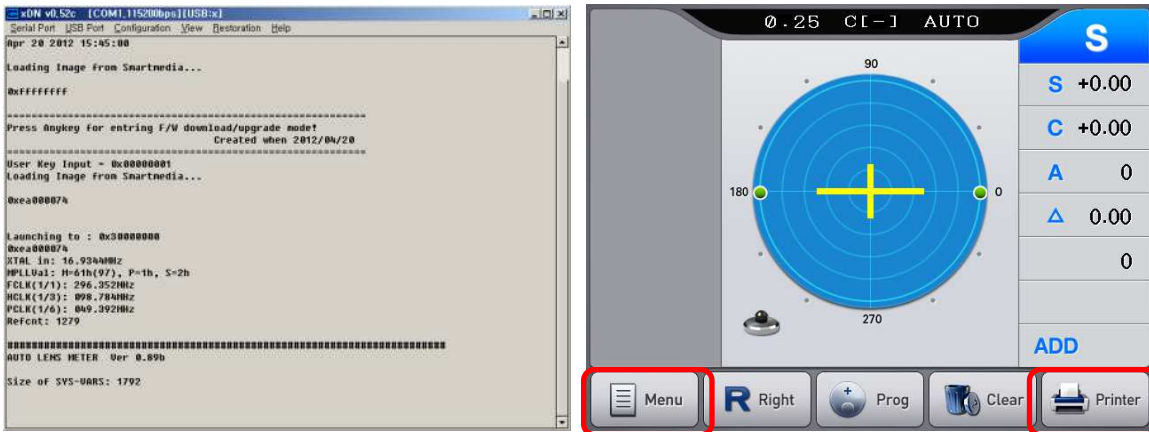 xDN v0.52c [COM1,115200bps][USB:x]
Serial Port USB Port Configuration View Restoration Help
Apr 20 2012 15:45:00
Loading Image from Smartmedia...
0xffffffff
Press Anykey for entring F/W download/upgrade mode!
Created when 2012/04/20
User Key Input - 0x00000001
Loading Image from Smartmedia...
0xea000074
Launching to : 0x30000000
0xea000074
XTAL in: 16.9344MHz
MPLLVal: M=61h(97), P=1h, S=2h
FCLK(1/1): 296.352MHz
HCLK(1/3): 098.784MHz
PCLK(1/6): 049.392MHz
Refcnt: 1279
AUTO LENS METER Ver 0.89b
Size of SYS-VARS: 1792
0.25 C[-] AUTO
S
90
180
0
270
S +0.00
C +0.00
A 0
△ 0.00
0
ADD
Menu
R Right
Prog
Clear
Printer